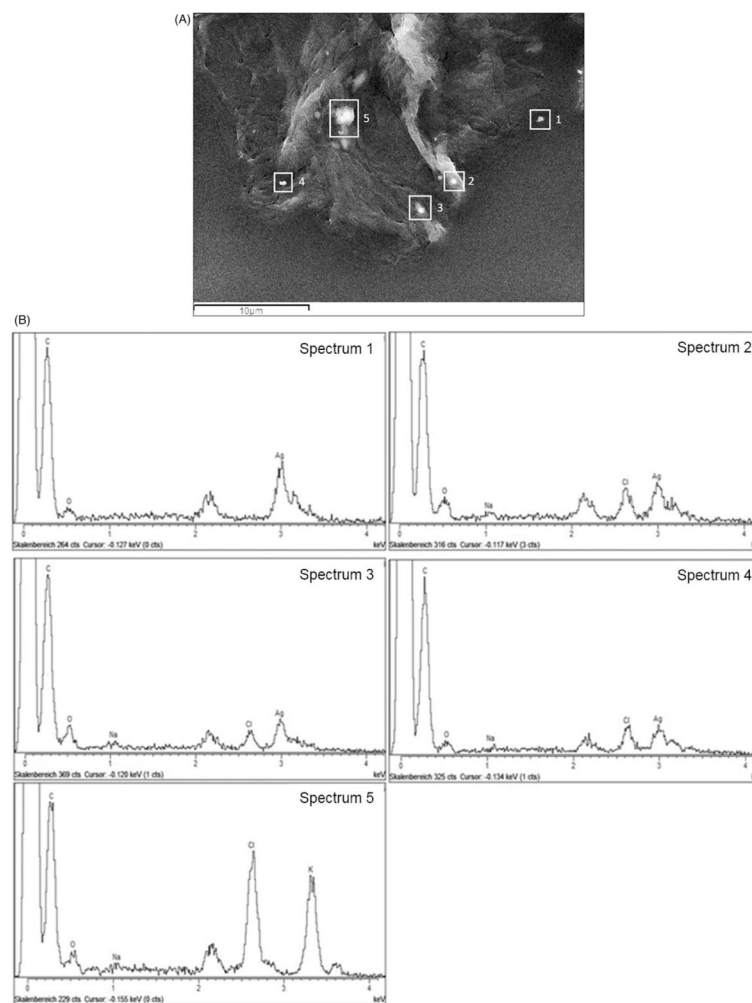 (A)
1
5
4
2
3
10µm
(B)
Spectrum 1
C
O
Ag
0 1 2 3 4
Skalenbereich 264 cts Cursor: -0.127 keV (0 cts) keV
Spectrum 2
C
O
Na
Cl
Ag
0 1 2 3 4
Skalenbereich 316 cts Cursor: -0.117 keV (3 cts)
Spectrum 3
C
O
Na
Cl
Ag
0 1 2 3 4
Skalenbereich 369 cts Cursor: -0.120 keV (1 cts) keV
Spectrum 4
C
O
Na
Cl
Ag
0 1 2 3 4
Skalenbereich 325 cts Cursor: -0.134 keV (1 cts)
Spectrum 5
C
O
Na
Cl
K
0 1 2 3 4
Skalenbereich 229 cts Cursor: -0.155 keV (0 cts) keV